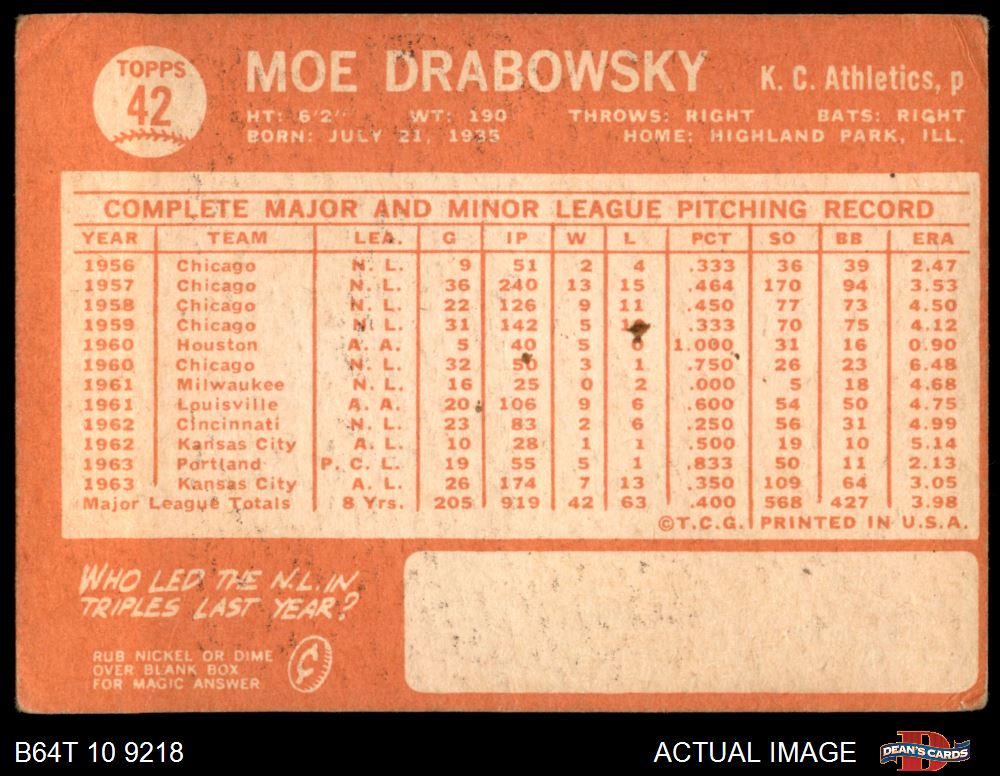 TOPPS
42
MOE DRABOWSKY K. C. Athletics, p
HT: 6'2" WT: 190 THROWS: RIGHT BATS: RIGHT
BORN: JULY 21, 1935 HOME: HIGHLAND PARK, ILL.
COMPLETE MAJOR AND MINOR LEAGUE PITCHING RECORD
YEAR TEAM LEA. G IP W L PCT SO BB ERA
1956 Chicago N. L. 9 51 2 4 .333 36 39 2.47
1957 Chicago N. L. 36 240 13 15 .464 170 94 3.53
1958 Chicago N. L. 22 126 9 11 .450 77 73 4.50
1959 Chicago N. L. 31 142 5 .333 70 75 4.12
1960 Houston A. A. 5 40 5 0 1.000 31 16 0.90
1960 Chicago N. L. 32 50 3 1 .750 26 23 6.48
1961 Milwaukee N. L. 16 25 0 2 .000 5 18 4.68
1961 Louisville A. A. 20 106 9 6 .600 54 50 4.75
1962 Cincinnati N. L. 23 83 2 6 .250 56 31 4.99
1962 Kansas City A. L. 10 28 1 1 .500 19 10 5.14
1963 Portland P. C. L. 19 55 5 1 .833 50 11 2.13
1963 Kansas City A. L. 26 174 7 13 .350 109 64 3.05
Major League Totals 8 Yrs. 205 919 42 63 .400 568 427 3.98
©T.C.G. PRINTED IN U.S.A.
WHO LED THE N.L. IN
TRIPLES LAST YEAR?
RUB NICKEL OR DIME
OVER BLANK BOX
FOR MAGIC ANSWER
¢
B64T 10 9218 ACTUAL IMAGE DEAN'S CARDS